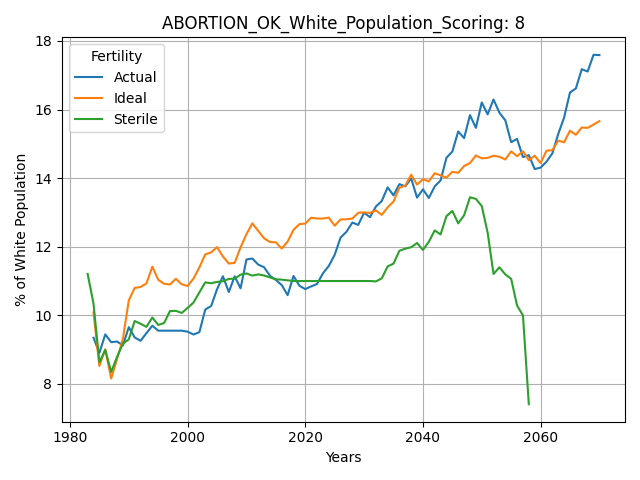 ABORTION_OK_White_Population_Scoring: 8
Fertility
Actual
Ideal
Sterile
% of White Population
18
16
14
12
10
8
1980 2000 2020 2040 2060
Years